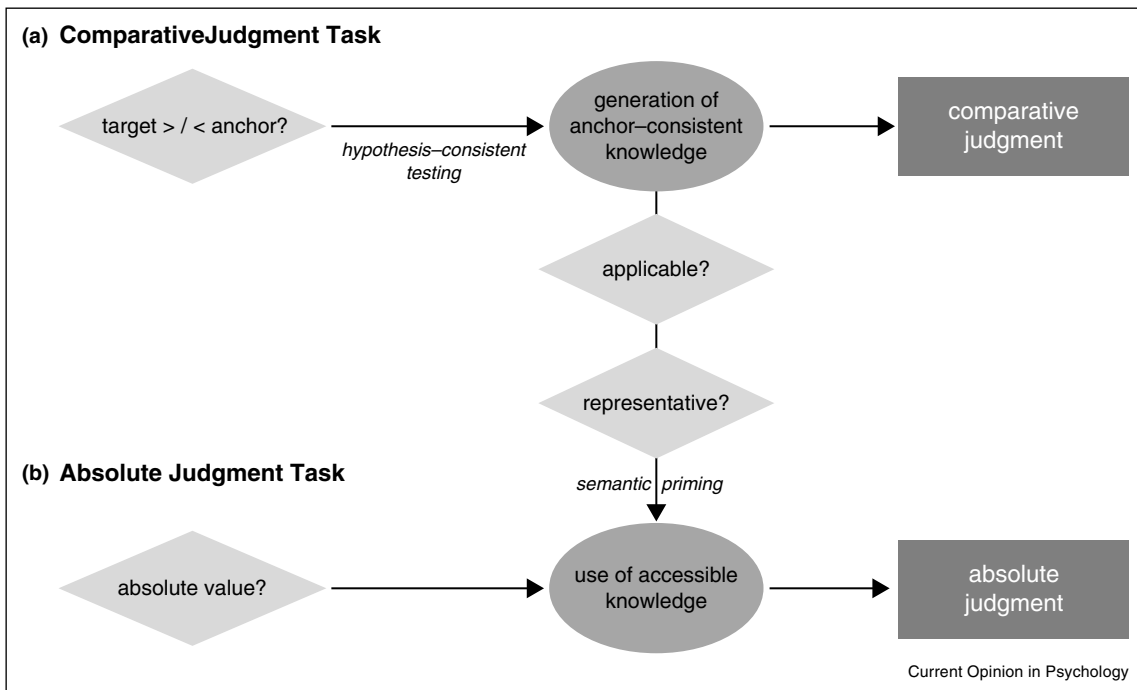 (a) ComparativeJudgment Task
target > / < anchor?
hypothesis–consistent
testing
generation of
anchor–consistent
knowledge
comparative
judgment
applicable?
representative?
(b) Absolute Judgment Task
semantic priming
absolute value?
use of accessible
knowledge
absolute
judgment
Current Opinion in Psychology